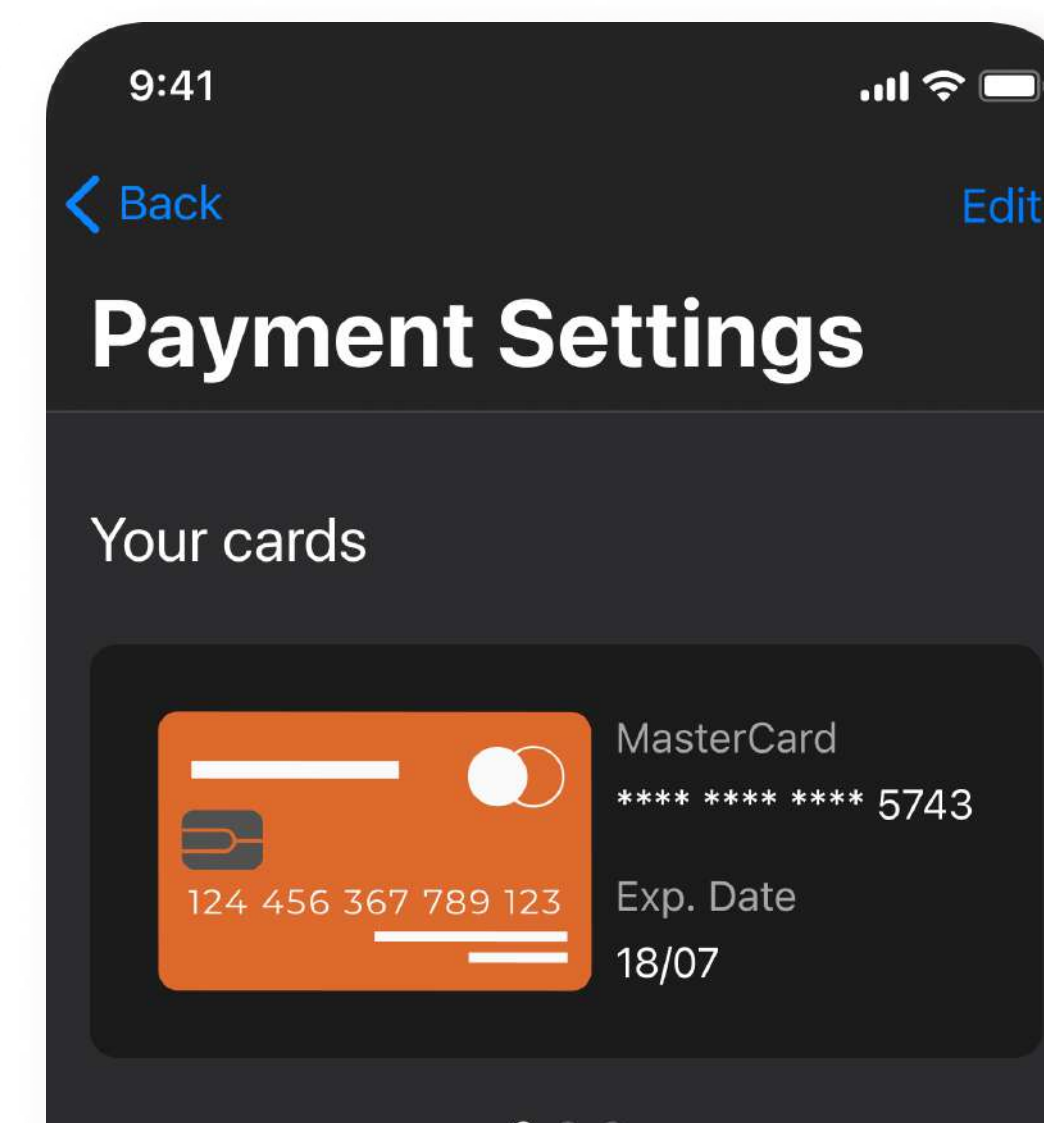 9:41
Back
Edit
Payment Settings
Your cards
MasterCard
**** **** **** 5743
124 456 367 789 123
Exp. Date
18/07